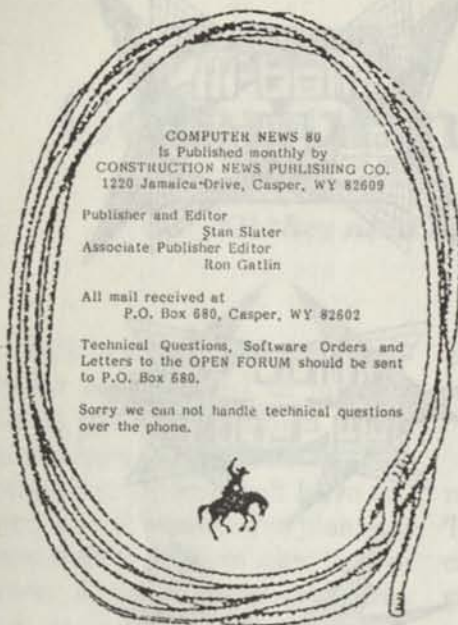 COMPUTER NEWS 80
Is Published monthly by
CONSTRUCTION NEWS PUBLISHING CO.
1220 Jamaica Drive, Casper, WY 82609
Publisher and Editor
Stan Slater
Associate Publisher Editor
Ron Gatlin
All mail received at
P.O. Box 680, Casper, WY 82602
Technical Questions, Software Orders and
Letters to the OPEN FORUM should be sent
to P.O. Box 680.
Sorry we can not handle technical questions
over the phone.